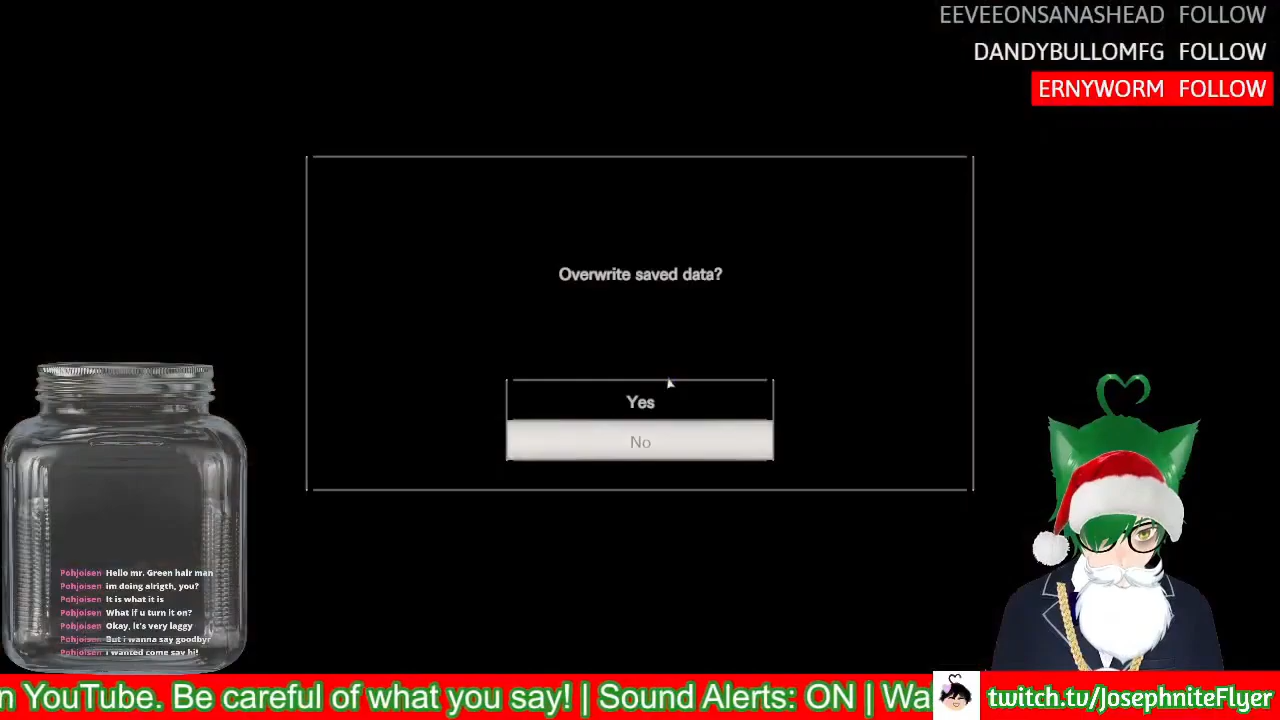 EEVEEONSANASHEAD FOLLOW
DANDYBULLOMFG FOLLOW
ERNYWORM FOLLOW
Overwrite saved data?
Yes
No
Pohjoisen Hello mr. Green hair man
Pohjoisen im doing alrigth, you?
Pohjoisen It is what it is
Pohjoisen What if u turn it on?
Pohjoisen Okay, it's very laggy
Pohjoisen But i wanna say goodbyr
Pohjoisen i wanted come say hi!
n YouTube. Be careful of what you say! | Sound Alerts: ON | Wa
twitch.tv/JosephniteFlyer